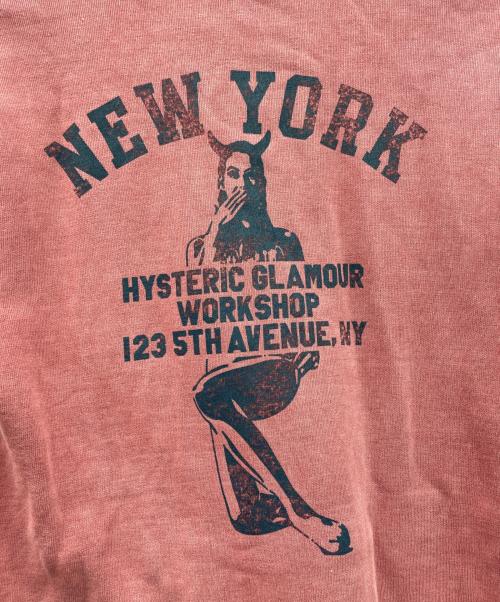 NEW YORK
HYSTERIC GLAMOUR
WORKSHOP
123 5TH AVENUE, NY